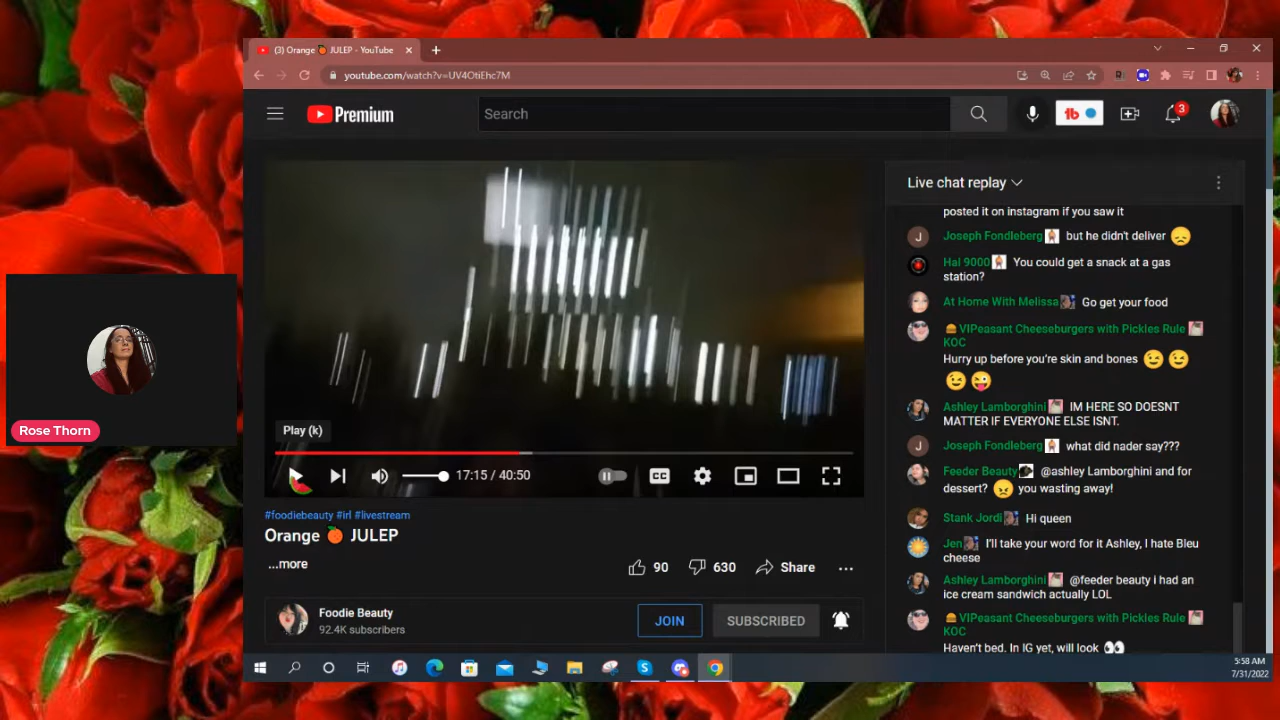 (3) Orange 🍊 JULEP - YouTube
youtube.com/watch?v=UV4OtiEhc7M
Premium
Search
3
Live chat replay
posted it on instagram if you saw it
Joseph Fondleberg but he didn't deliver 😞
Hal 9000 You could get a snack at a gas
station?
At Home With Melissa Go get your food
🍔VIPeasant Cheeseburgers with Pickles Rule
KOC
Hurry up before you're skin and bones 😉 😉
😉 😜
Ashley Lamborghini IM HERE SO DOESNT
MATTER IF EVERYONE ELSE ISNT.
Joseph Fondleberg what did nader say???
Feeder Beauty @ashley Lamborghini and for
dessert? 😠 you wasting away!
Stank Jordi Hi queen
Jen I'll take your word for it Ashley, I hate Bleu
cheese
Ashley Lamborghini @feeder beauty i had an
ice cream sandwich actually LOL
🍔VIPeasant Cheeseburgers with Pickles Rule
KOC
Haven't bed. In IG yet, will look 👀
Rose Thorn
Play (k)
17:15 / 40:50
CC
#foodiebeauty #irl #livestream
Orange 🍊 JULEP
...more
90
630
Share
Foodie Beauty
92.4K subscribers
JOIN
SUBSCRIBED
5:58 AM
7/31/2022